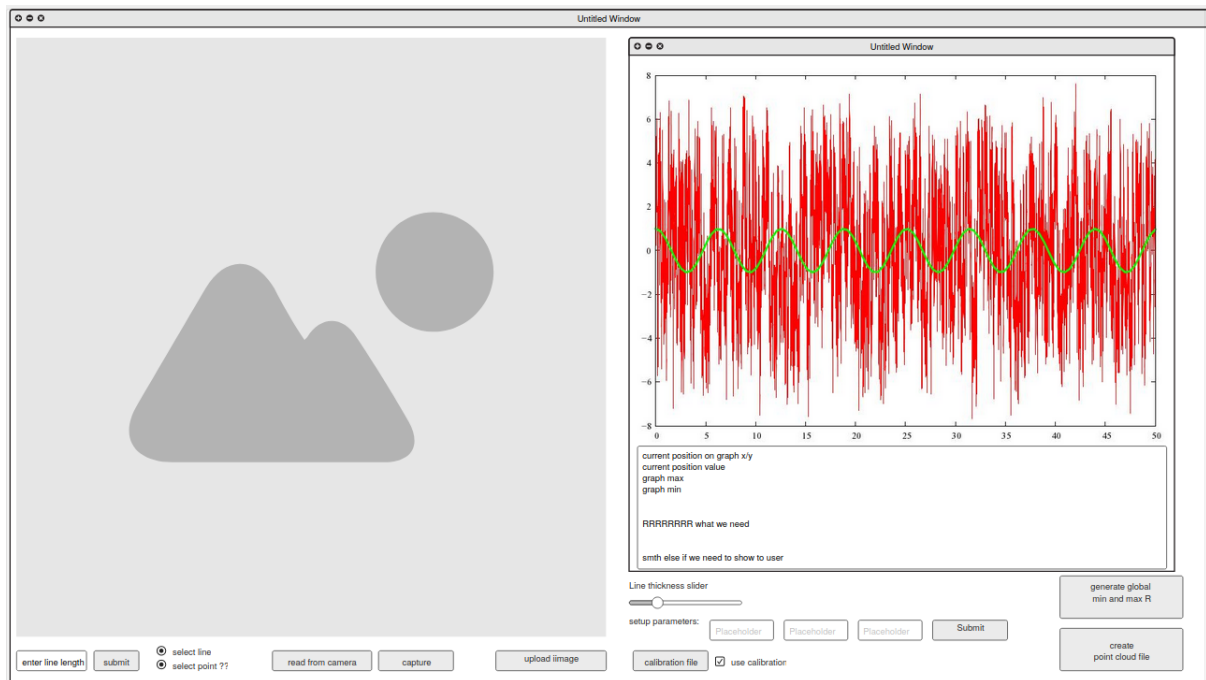 Untitled Window
Untitled Window
8
6
4
2
0
−2
−4
−6
−8
0 5 10 15 20 25 30 35 40 45 50
current position on graph x/y
current position value
graph max
graph min
RRRRRRRR what we need
smth else if we need to show to user
Line thickness slider
generate global
min and max R
setup parameters:
Placeholder
Placeholder
Placeholder
Submit
enter line length
submit
select line
select point ??
read from camera
capture
upload iimage
calibration file
use calibration
create
point cloud file